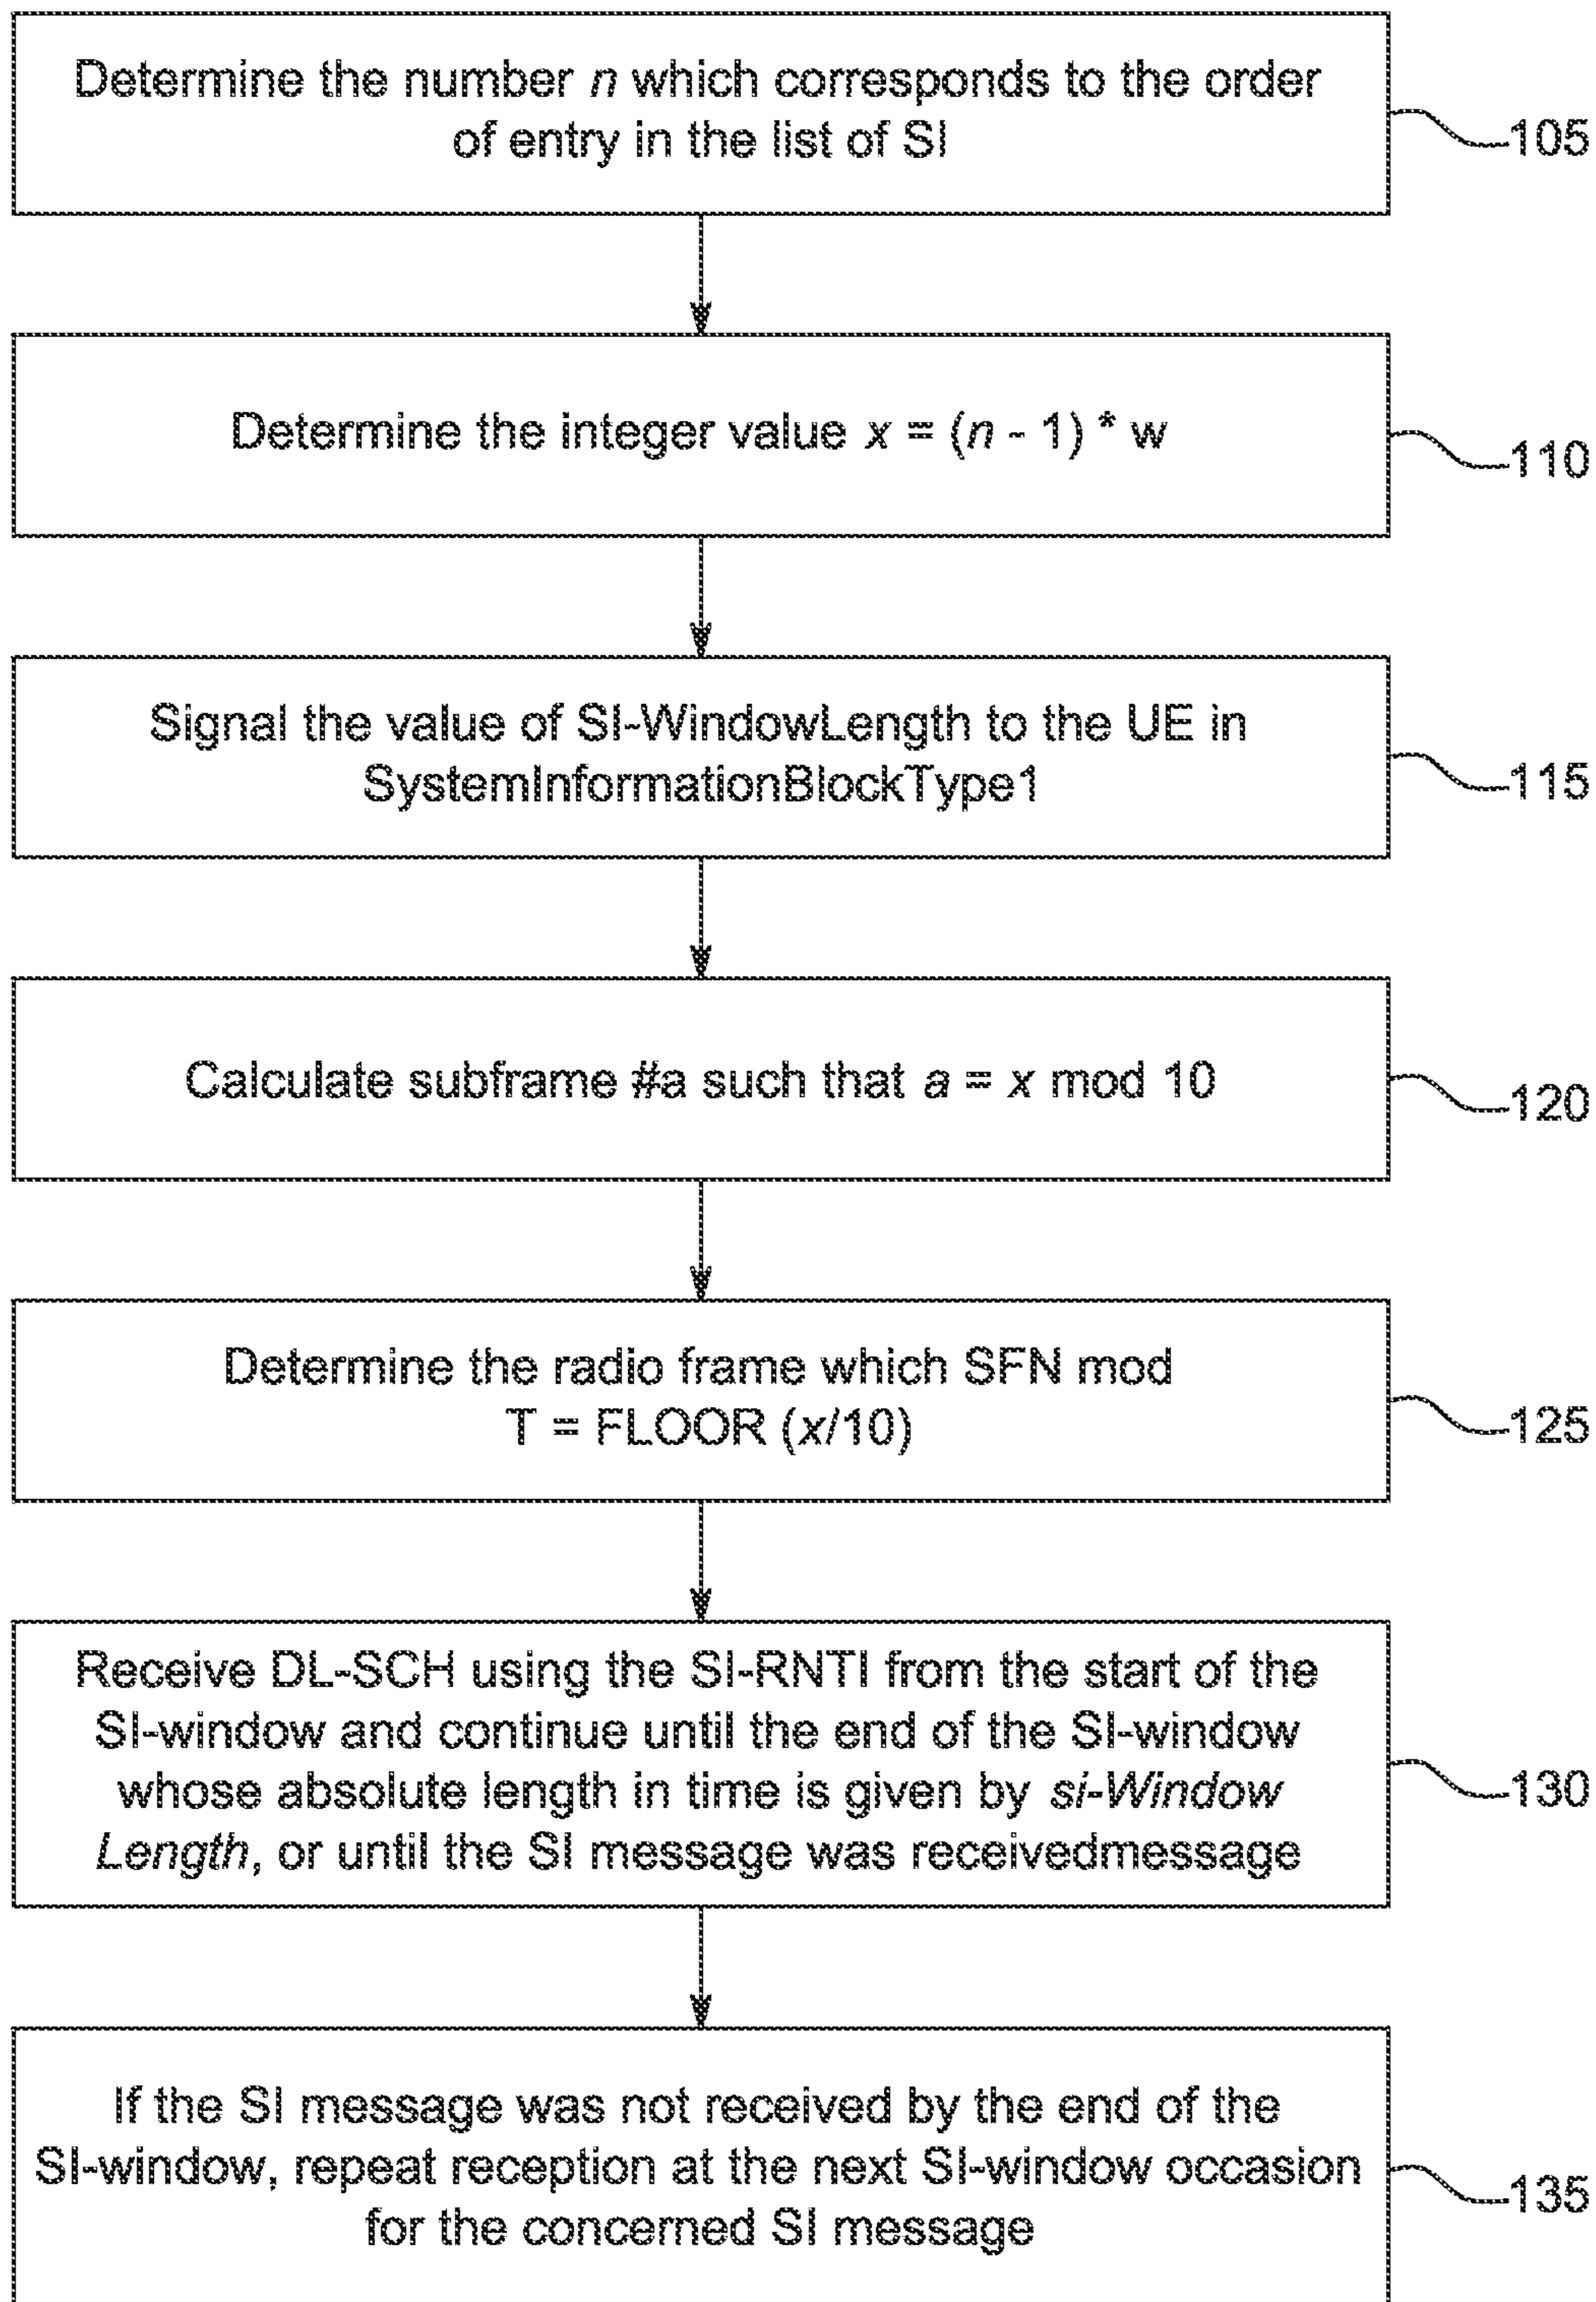 Determine the number n which corresponds to the order
of entry in the list of SI
105
Determine the integer value x = (n - 1) * w
110
Signal the value of SI-WindowLength to the UE in
SystemInformationBlockType1
115
Calculate subframe #a such that a = x mod 10
120
Determine the radio frame which SFN mod
T = FLOOR (x/10)
125
Receive DL-SCH using the SI-RNTI from the start of the
SI-window and continue until the end of the SI-window
whose absolute length in time is given by si-Window
Length, or until the SI message was receivedmessage
130
If the SI message was not received by the end of the
SI-window, repeat reception at the next SI-window occasion
for the concerned SI message
135